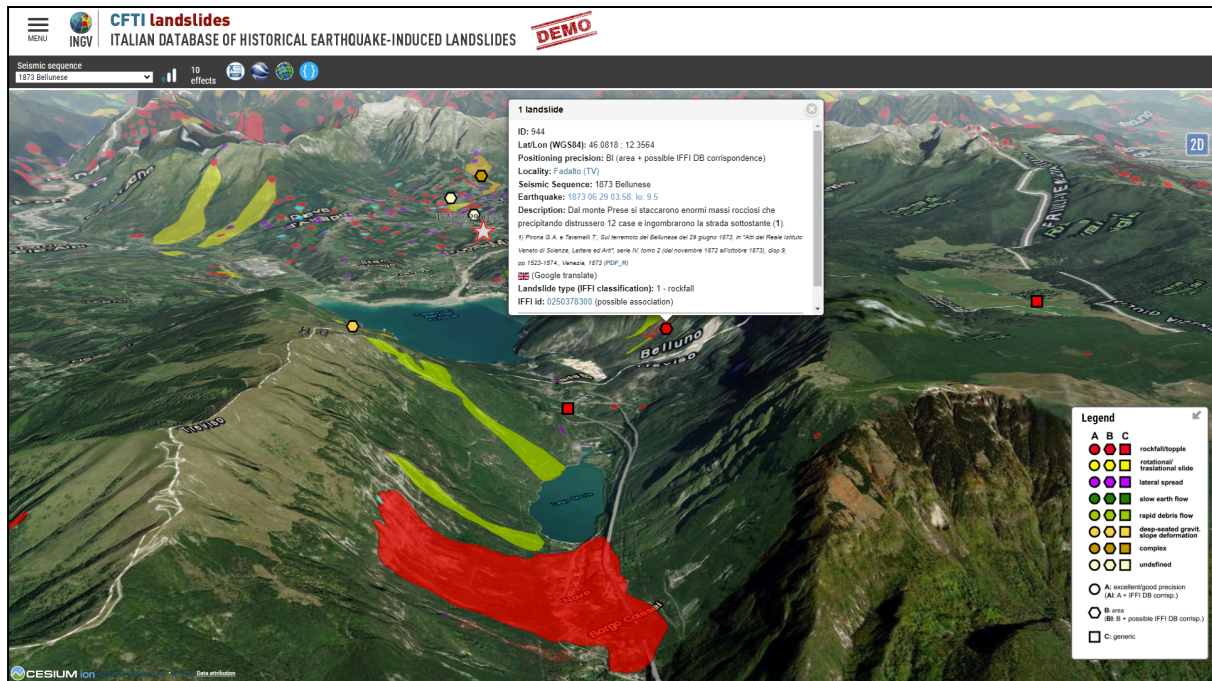 CFTI landslides
ITALIAN DATABASE OF HISTORICAL EARTHQUAKE-INDUCED LANDSLIDES
DEMO
MENU
INGV
Seismic sequence
1873 Bellunese
10
effects
1 landslide
ID: 944
Lat/Lon (WGS84): 46.0818 ; 12.3564
Positioning precision: BI (area + possible IFFI DB corrispondence)
Locality: Fadalto (TV)
Seismic Sequence: 1873 Bellunese
Earthquake: 1873 06 29 03:58, Io: 9.5
Description: Dal monte Prese si staccarono enormi massi rocciosi che
precipitando distrussero 12 case e ingombrarono la strada sottostante (1).
1) Pirona G.A. e Taramelli T., Sul terremoto del Bellunese del 29 giugno 1873, in "Atti del Reale Istituto
Veneto di Scienze, Lettere ed Arti", serie IV, tomo 2 (dal novembre 1872 all'ottobre 1873), disp.9,
pp.1523-1574., Venezia, 1873 (PDF_R)
(Google translate)
Landslide type (IFFI classification): 1 - rockfall
IFFI id: 0250378300 (possible association)
2D
Belluno
Treviso
Treviso
Nove
Legend
A B C
rockfall/topple
rotational/
traslational slide
lateral spread
slow earth flow
rapid debris flow
deep-seated gravit.
slope deformation
complex
undefined
A: excellent/good precision
(AI: A + IFFI DB corrisp.)
B: area
(BI: B + possible IFFI DB corrisp.)
C: generic
CESIUM ion
Data attribution